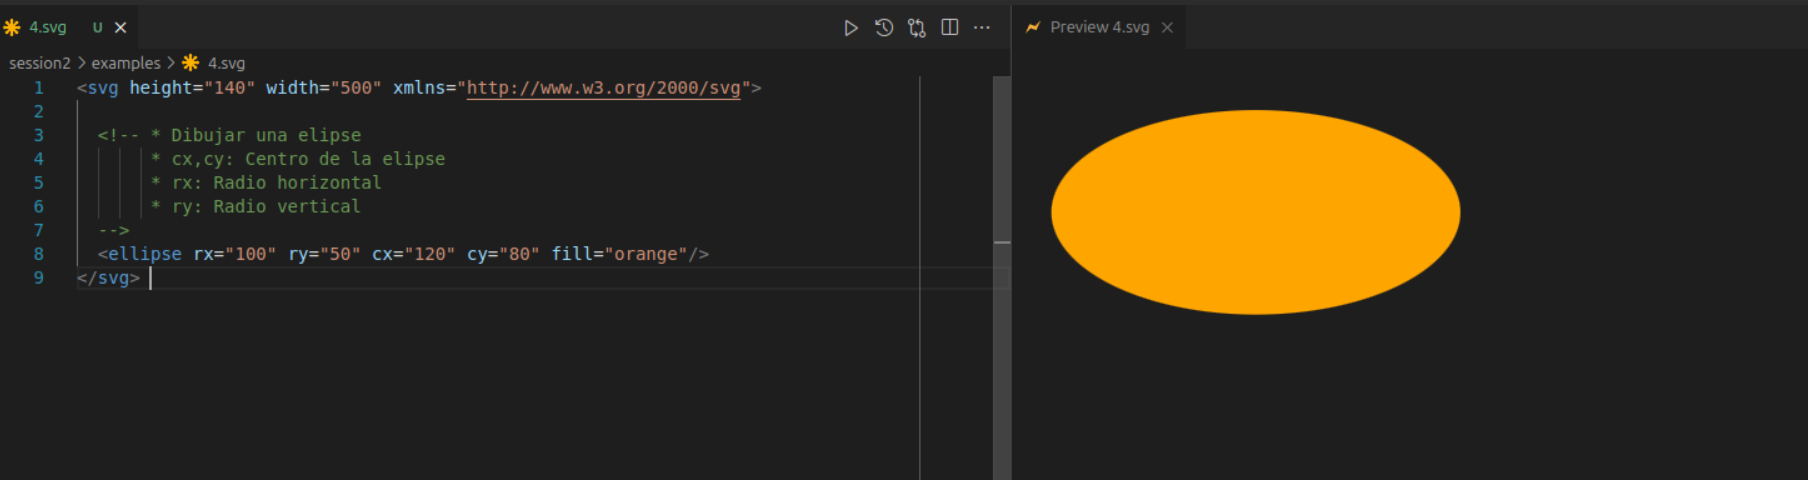 4.svg U
session2 > examples > 4.svg
1 <svg height="140" width="500" xmlns="http://www.w3.org/2000/svg">
2
3 <!-- * Dibujar una elipse
4 * cx,cy: Centro de la elipse
5 * rx: Radio horizontal
6 * ry: Radio vertical
7 -->
8 <ellipse rx="100" ry="50" cx="120" cy="80" fill="orange"/>
9 </svg>
Preview 4.svg